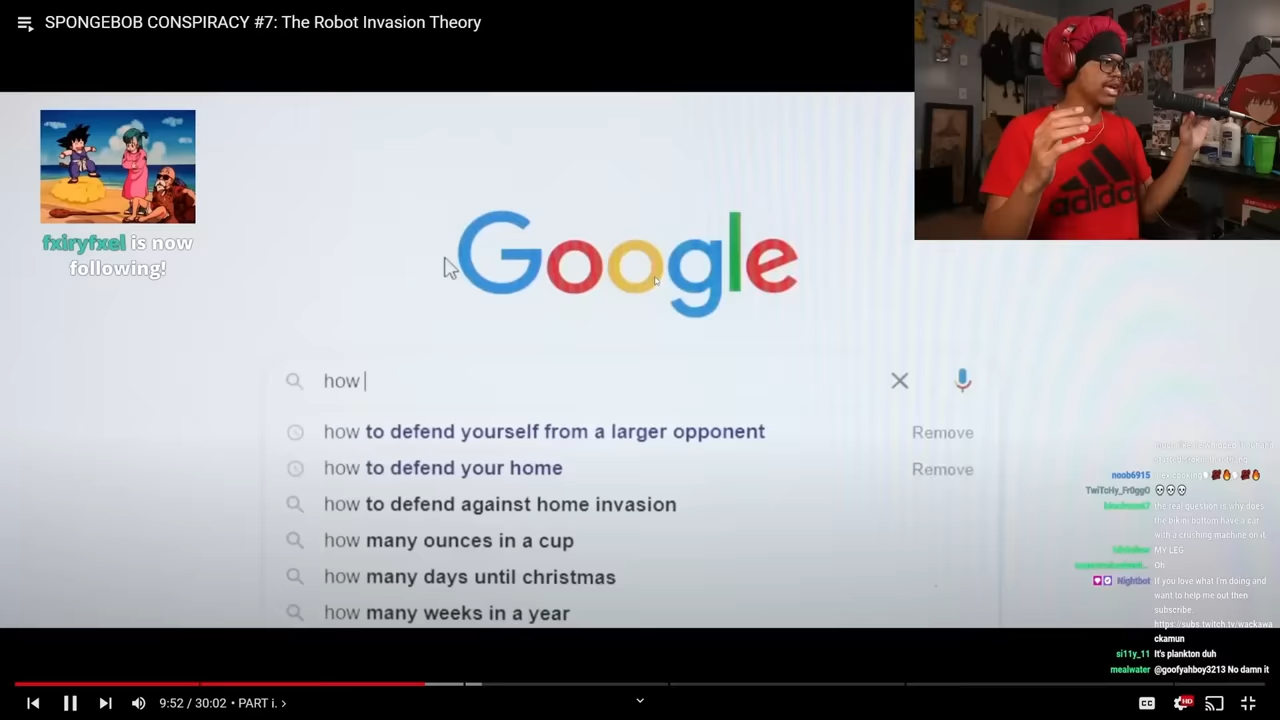 SPONGEBOB CONSPIRACY #7: The Robot Invasion Theory
fxiryfxel is now
following!
adidas
Google
how
how to defend yourself from a larger opponent
Remove
how to defend your home
Remove
how to defend against home invasion
how many ounces in a cup
how many days until christmas
how many weeks in a year
noob6915
TwiTcHy_Fr0ggO
the real question is why does
the bikini bottom have a car
with a crushing machine on it.
MY LEG
Oh
Nightbot If you love what I'm doing and
want to help me out then
subscribe.
https://subs.twitch.tv/wackawa
ckamun
si11y_11 It's plankton duh
mealwater @goofyahboy3213 No damn it
9:52 / 30:02 • PART i. >
CC
HD